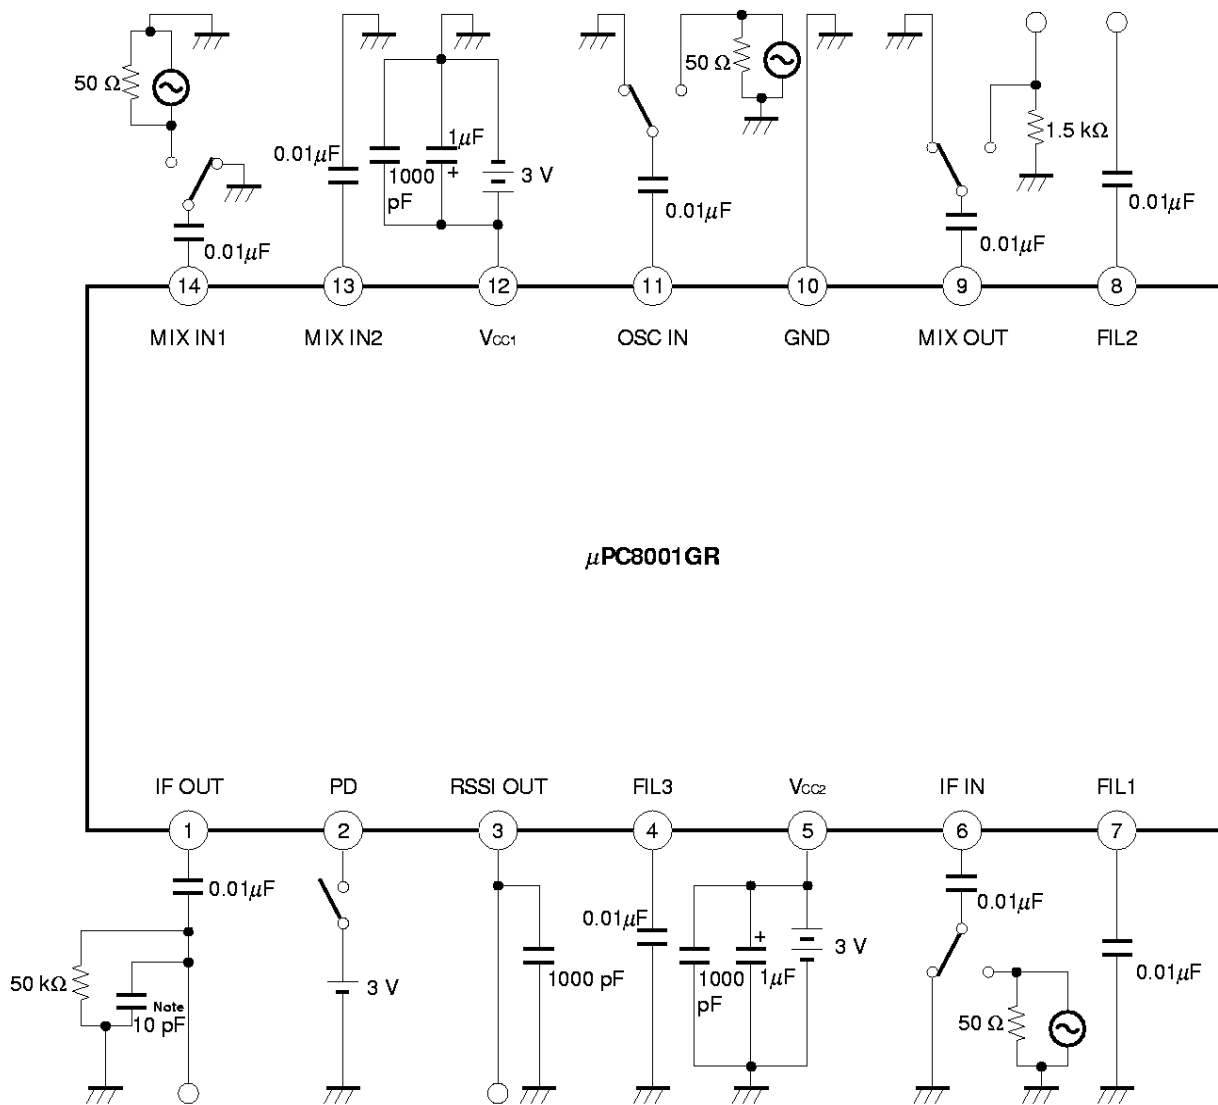 50 Ω
0.01μF
14
MIX IN1
0.01μF
13
MIX IN2
1000
pF
1μF
+
3 V
12
VCC1
0.01μF
11
OSC IN
50 Ω
10
GND
0.01μF
9
MIX OUT
1.5 kΩ
0.01μF
8
FIL2
μPC8001GR
IF OUT
1
0.01μF
50 kΩ
Note
10 pF
PD
2
3 V
RSSI OUT
3
1000 pF
FIL3
4
0.01μF
VCC2
5
1000
pF
+
1μF
3 V
IF IN
6
0.01μF
50 Ω
FIL1
7
0.01μF